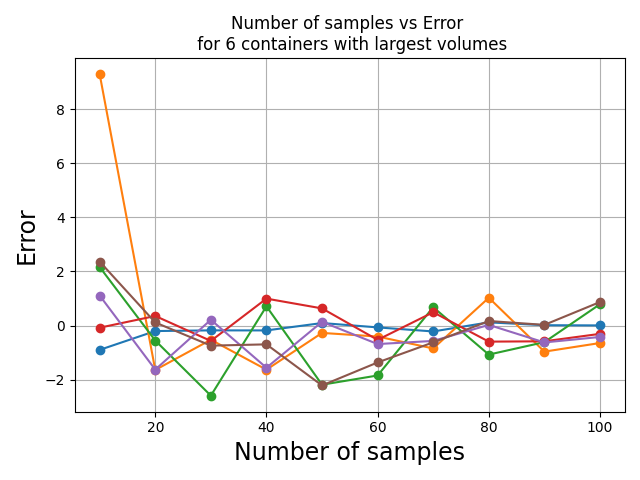 Number of samples vs Error
for 6 containers with largest volumes
8
6
4
2
0
−2
Error
20
40
60
80
100
Number of samples